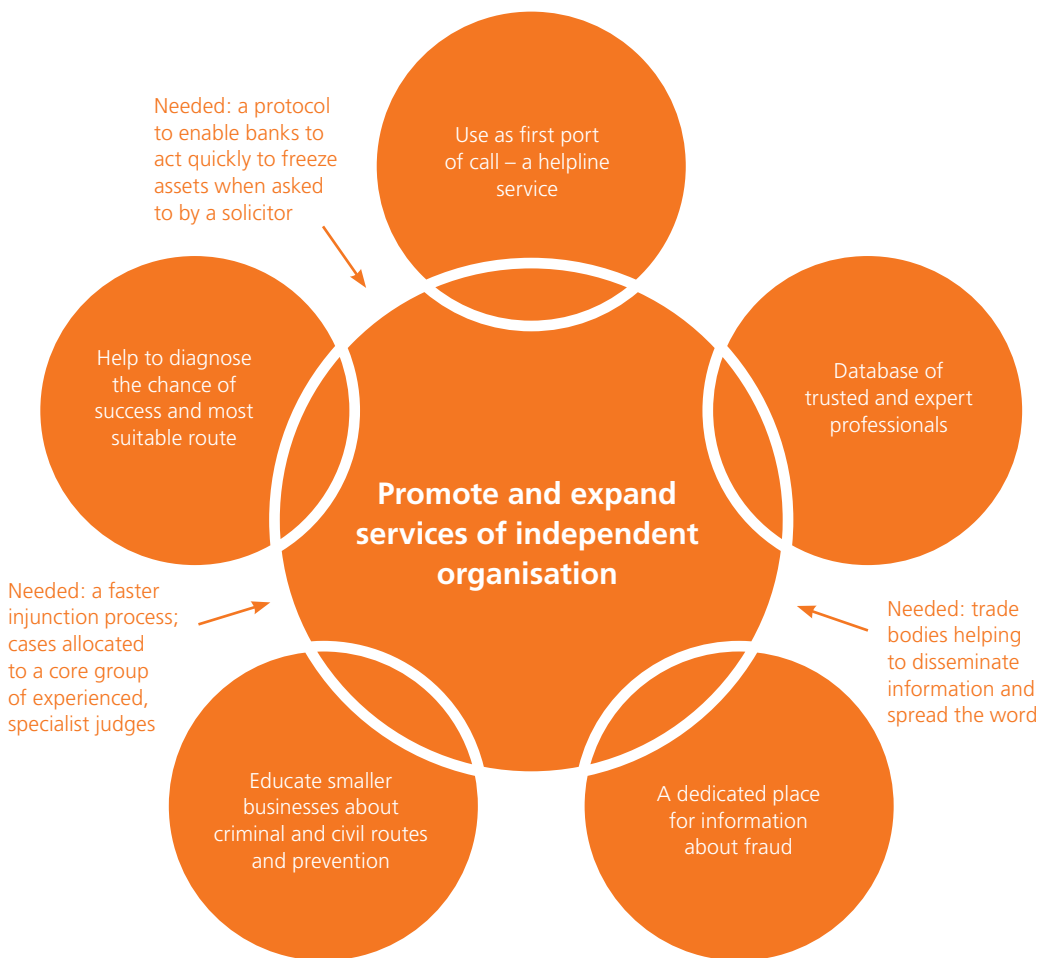 Needed: a protocol
to enable banks to
act quickly to freeze
assets when asked
to by a solicitor
Use as first port
of call – a helpline
service
Help to diagnose
the chance of
success and most
suitable route
Database of
trusted and expert
professionals
Promote and expand
services of independent
organisation
Needed: a faster
injunction process;
cases allocated
to a core group
of experienced,
specialist judges
Needed: trade
bodies helping
to disseminate
information and
spread the word
Educate smaller
businesses about
criminal and civil routes
and prevention
A dedicated place
for information
about fraud